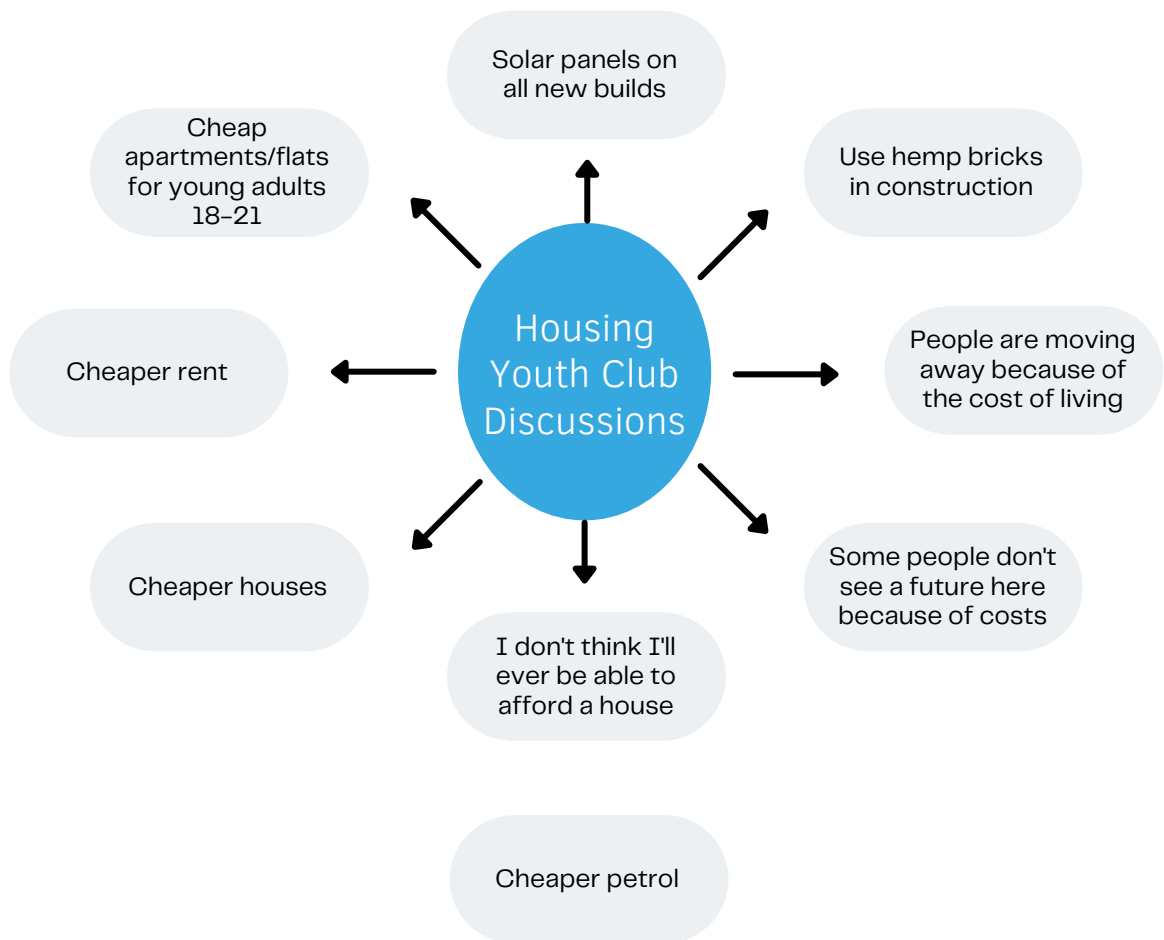 Solar panels on
all new builds
Cheap
apartments/flats
for young adults
18-21
Use hemp bricks
in construction
Housing
Youth Club
Discussions
Cheaper rent
People are moving
away because of
the cost of living
Cheaper houses
Some people don't
see a future here
because of costs
I don't think I'll
ever be able to
afford a house
Cheaper petrol